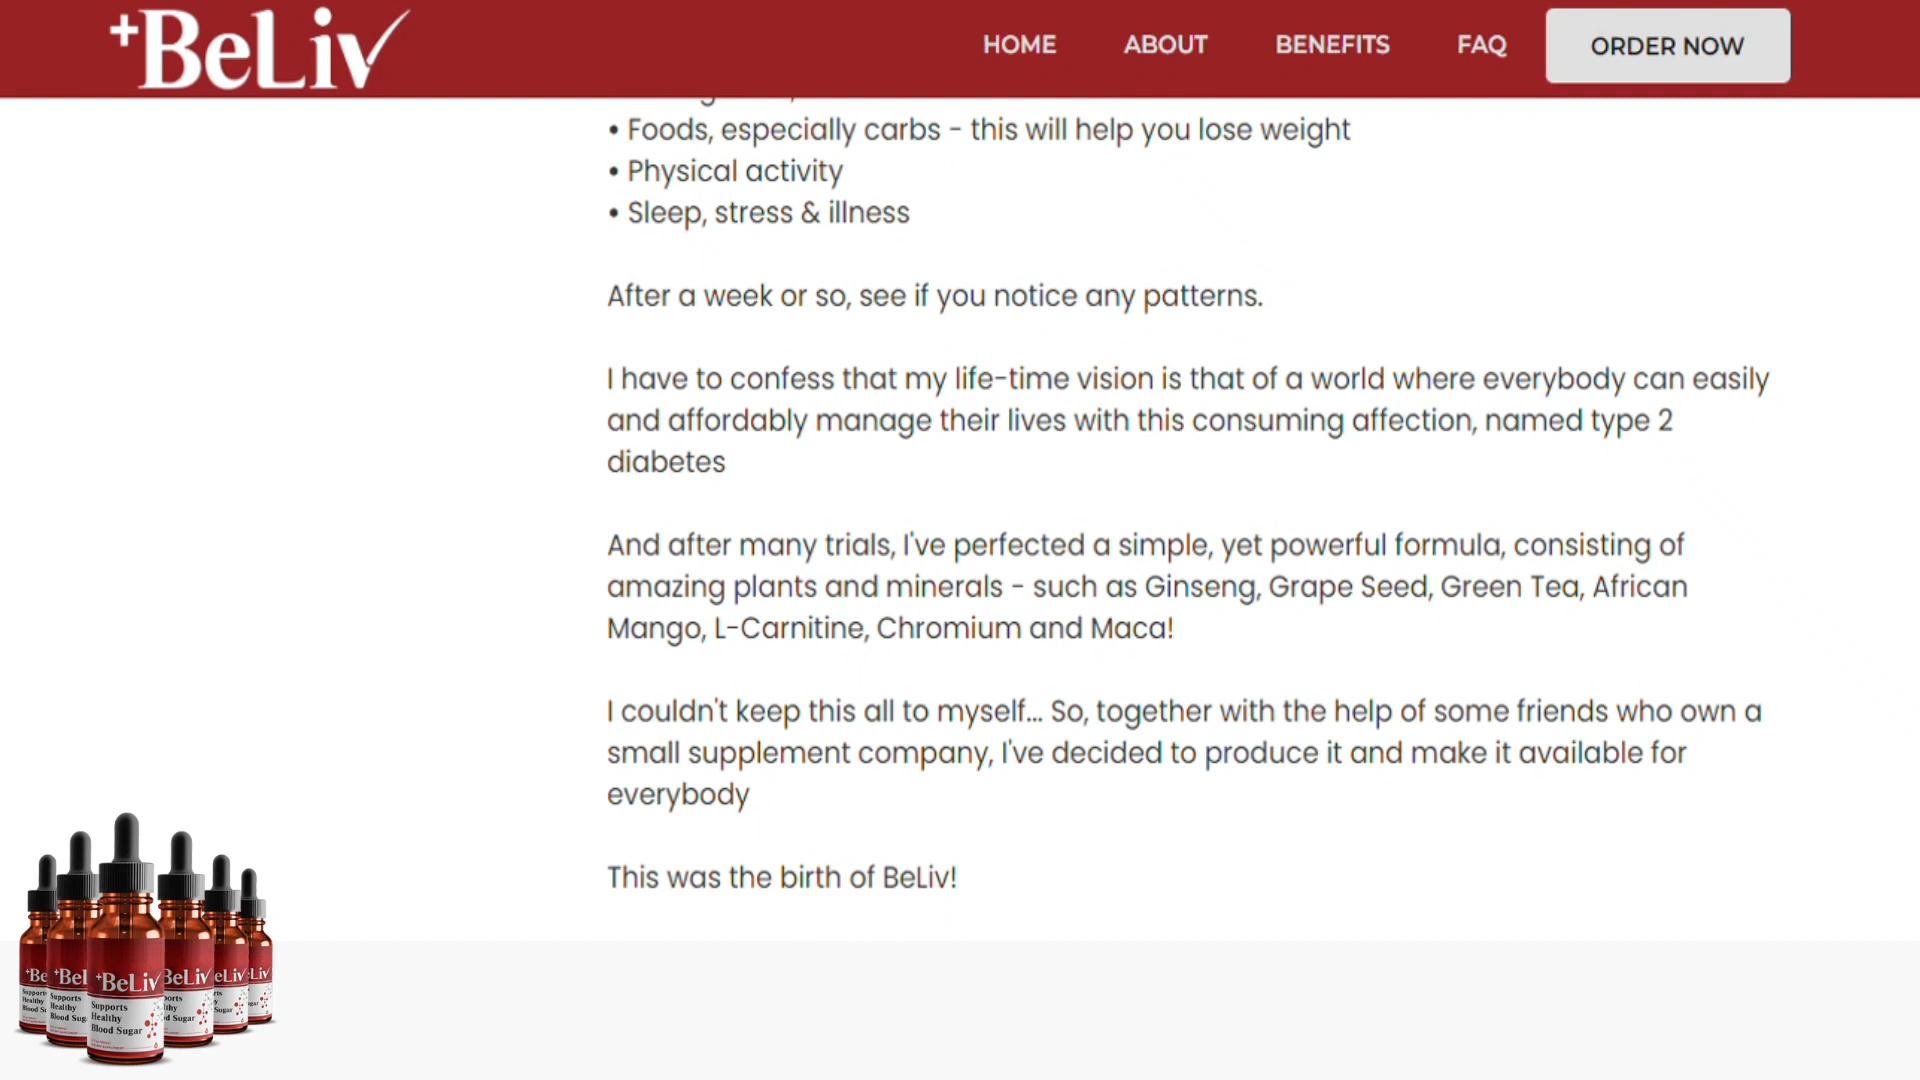 +BeLiv
HOME ABOUT BENEFITS FAQ ORDER NOW
• Foods, especially carbs - this will help you lose weight
• Physical activity
• Sleep, stress & illness
After a week or so, see if you notice any patterns.
I have to confess that my life-time vision is that of a world where everybody can easily
and affordably manage their lives with this consuming affection, named type 2
diabetes
And after many trials, I've perfected a simple, yet powerful formula, consisting of
amazing plants and minerals - such as Ginseng, Grape Seed, Green Tea, African
Mango, L-Carnitine, Chromium and Maca!
I couldn't keep this all to myself... So, together with the help of some friends who own a
small supplement company, I've decided to produce it and make it available for
everybody
This was the birth of BeLiv!
+BeLiv
Supports
Healthy
Blood Sugar